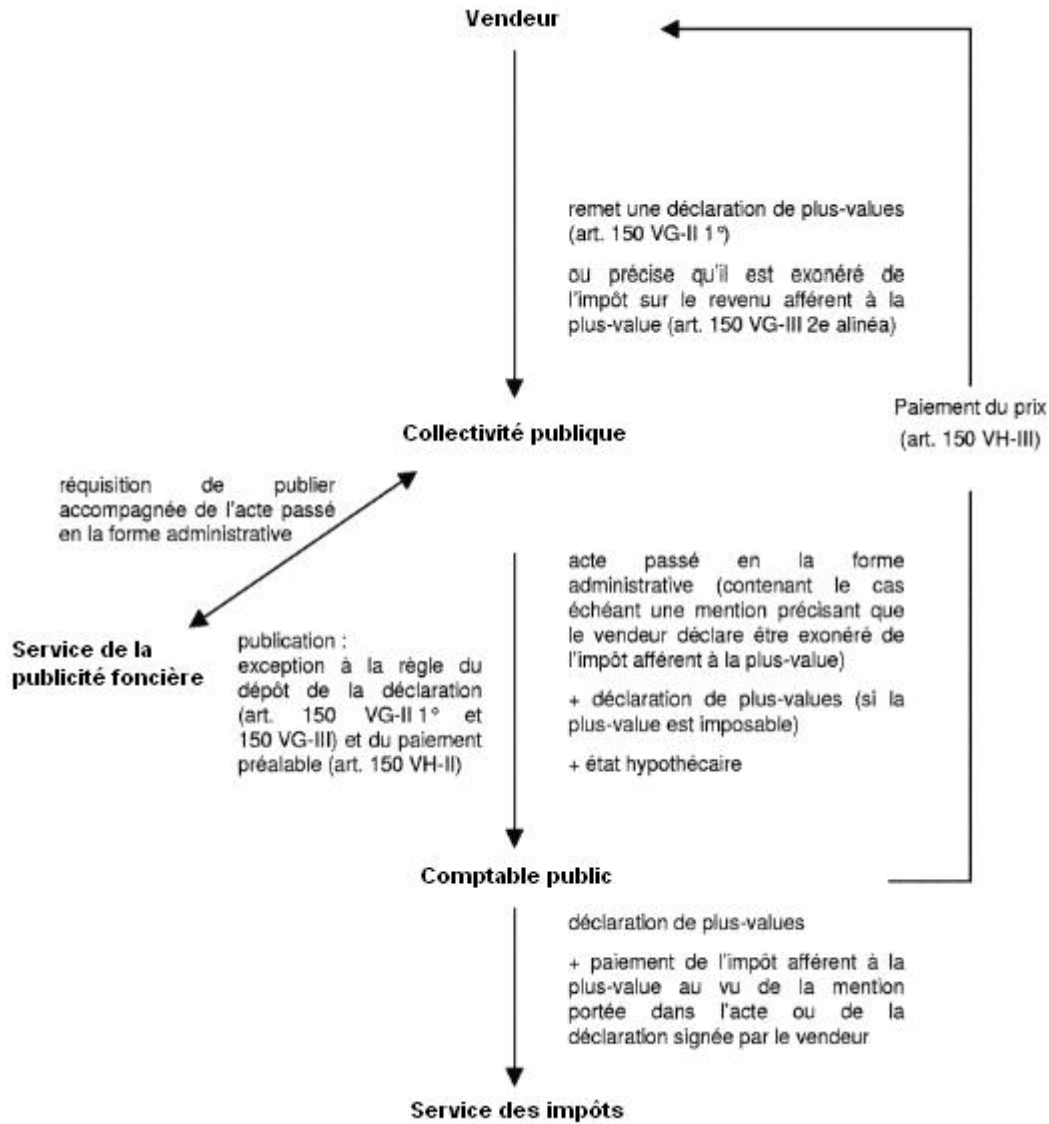 Vendeur
remet une déclaration de plus-values
(art. 150 VG-II 1°)
ou précise qu'il est exonéré de
l'impôt sur le revenu afférent à la
plus-value (art. 150 VG-III 2e alinéa)
Paiement du prix
(art. 150 VH-III)
Collectivité publique
réquisition de publier
accompagnée de l'acte passé
en la forme administrative
Service de la
publicité foncière
publication :
exception à la règle du
dépôt de la déclaration
(art. 150 VG-II 1° et
150 VG-III) et du paiement
préalable (art. 150 VH-II)
acte passé en la forme
administrative (contenant le cas
échéant une mention précisant que
le vendeur déclare être exonéré de
l'impôt afférent à la plus-value)
+ déclaration de plus-values (si la
plus-value est imposable)
+ état hypothécaire
Comptable public
déclaration de plus-values
+ paiement de l'impôt afférent à la
plus-value au vu de la mention
portée dans l'acte ou de la
déclaration signée par le vendeur
Service des impôts